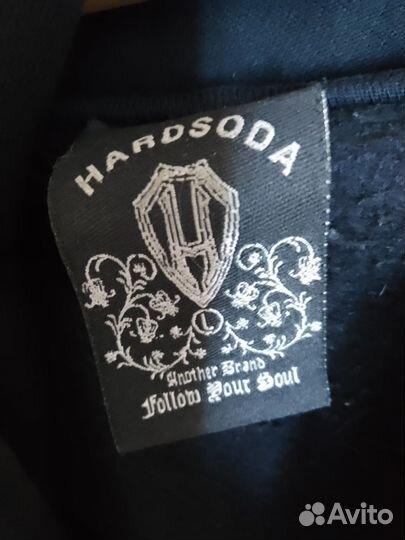 HARDSODA
L
Another Brand
Follow Your Soul
Avito